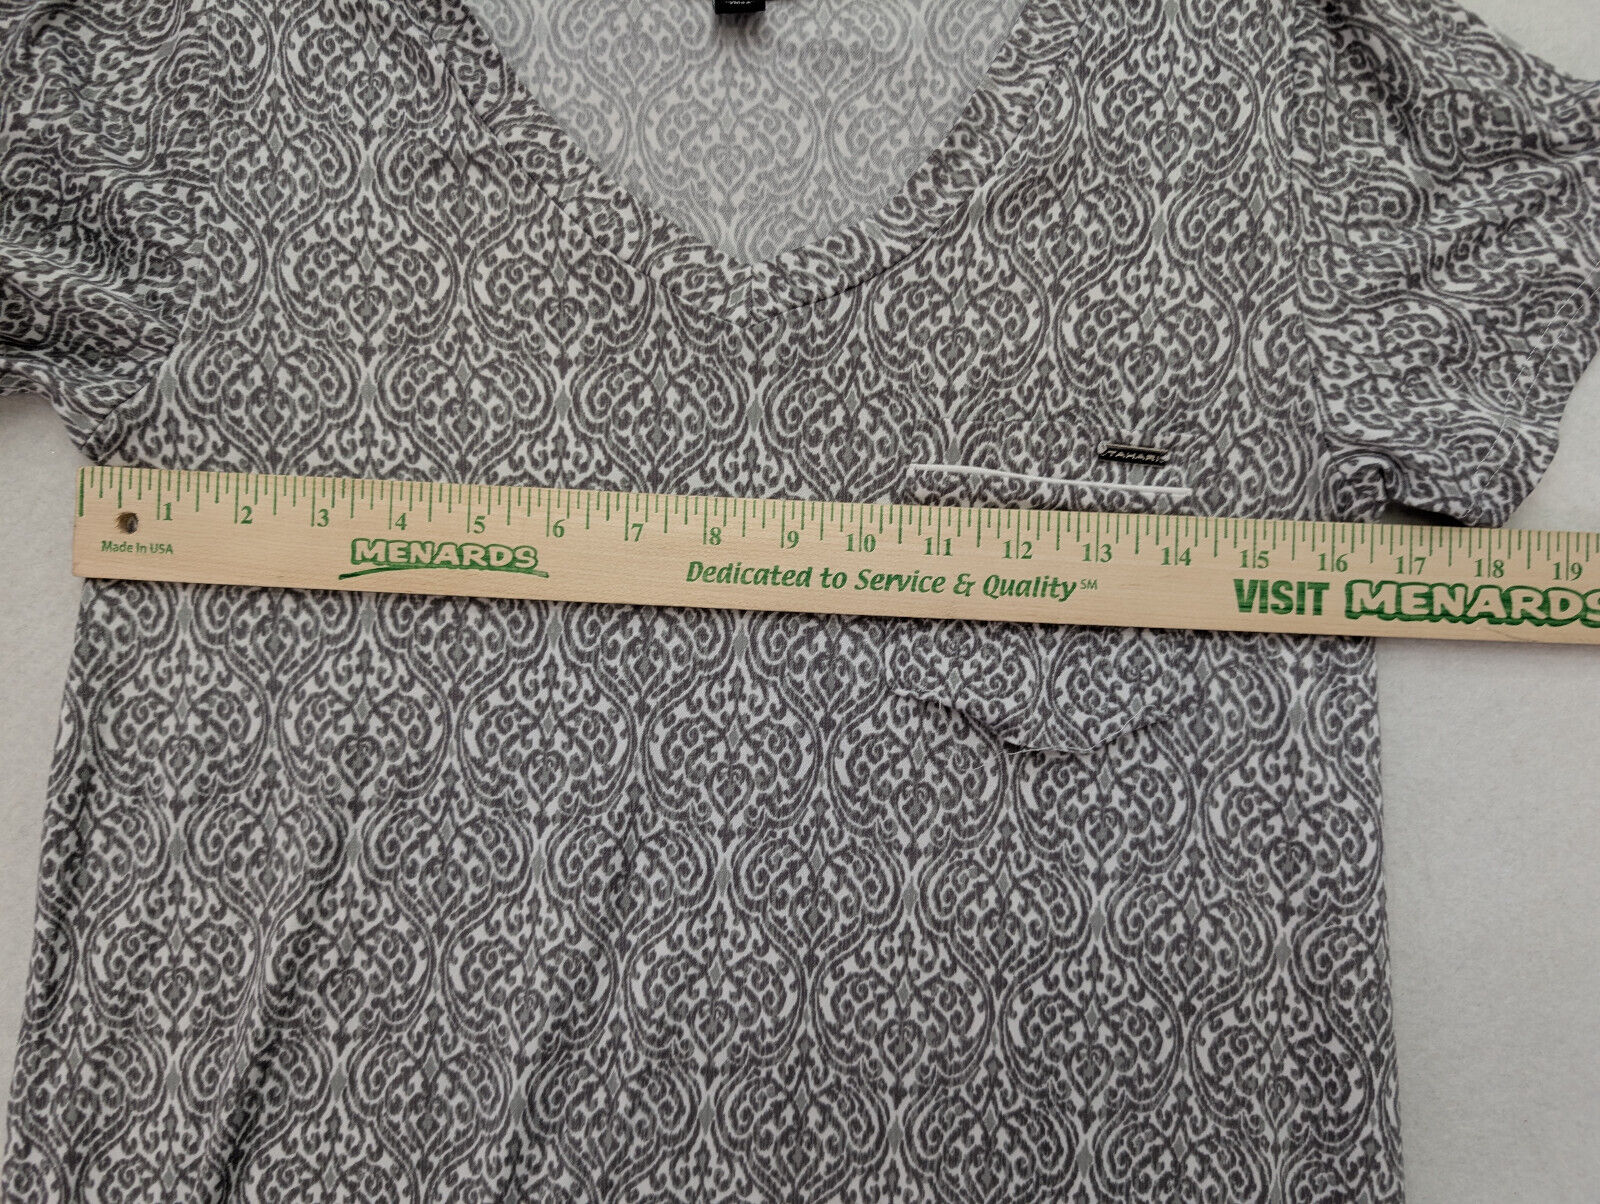 TAHARI
1 2 3 4 5 6 7 8 9 10 11 12 13 14 15 16 17 18 19
Made in USA
MENARDS
Dedicated to Service & Quality SM
VISIT MENARDS